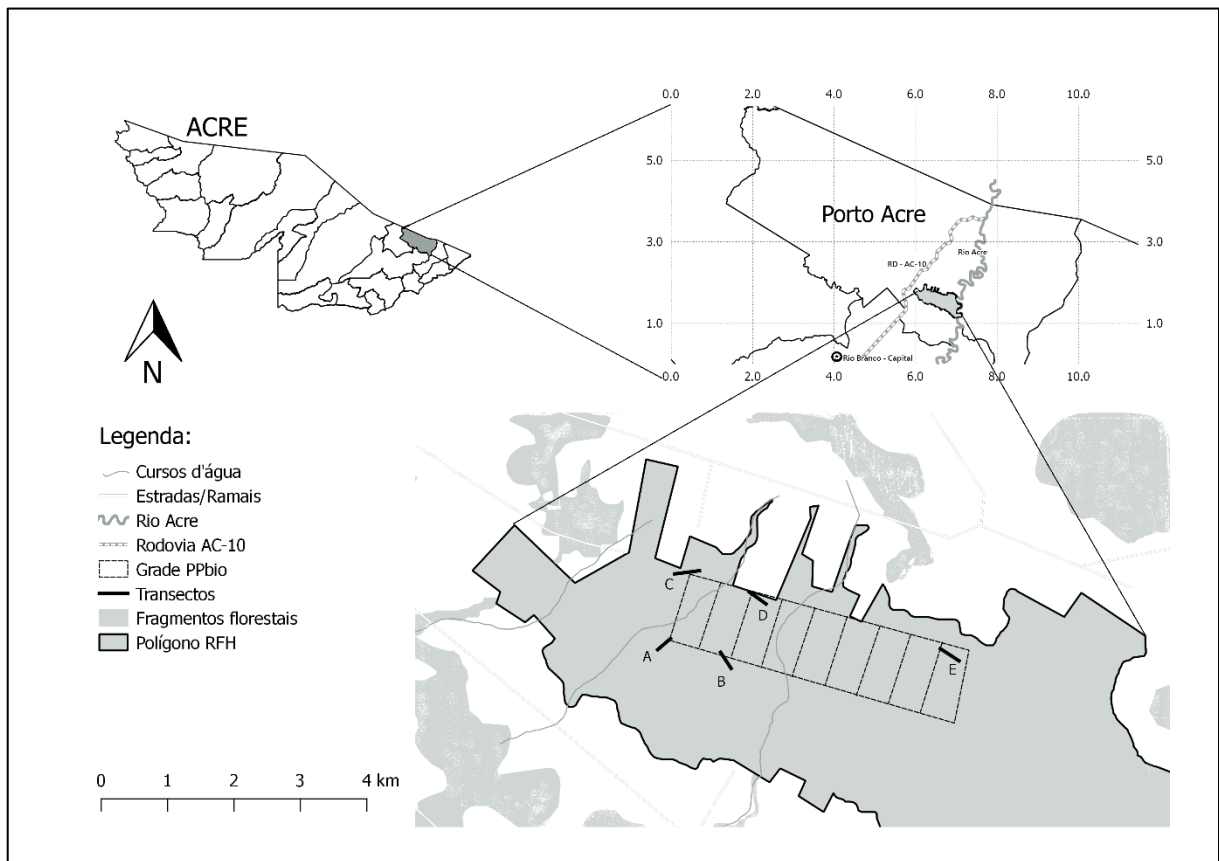 ACRE
N
0.0 2.0 4.0 6.0 8.0 10.0
5.0 5.0
Porto Acre
3.0 3.0
Rio Acre
RD - AC-10
1.0 1.0
Rio Branco - Capital
0.0 2.0 4.0 6.0 8.0 10.0
Legenda:
Cursos d'água
Estradas/Ramais
Rio Acre
Rodovia AC-10
Grade PPbio
Transectos
Fragmentos florestais
Polígono RFH
0 1 2 3 4 km
C
D
A
B
E